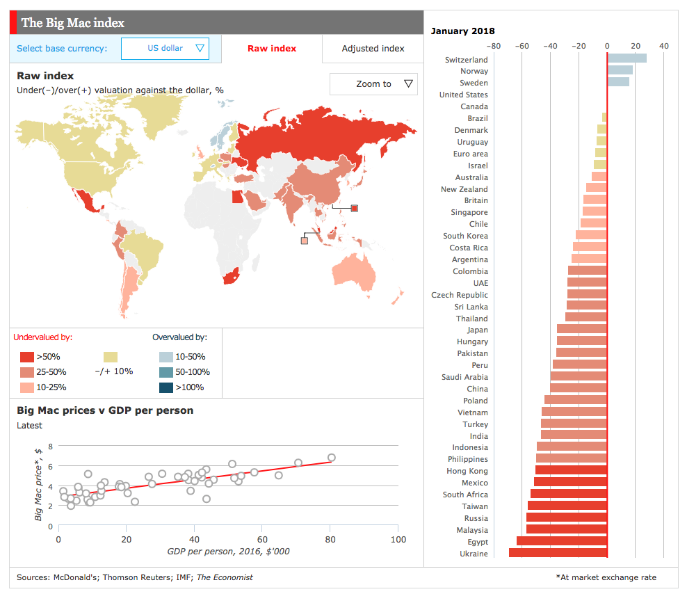 The Big Mac index
Select base currency:
US dollar
Raw index
Adjusted index
Raw index
Under(−)/over(+) valuation against the dollar, %
Zoom to
Undervalued by:
>50%
25-50%
10-25%
−/+ 10%
Overvalued by:
10-50%
50-100%
>100%
Big Mac prices v GDP per person
Latest
Big Mac price*, $
8
6
4
2
0
0 20 40 60 80 100
GDP per person, 2016, $'000
January 2018
−80 −60 −40 −20 0 20 40
Switzerland
Norway
Sweden
United States
Canada
Brazil
Denmark
Uruguay
Euro area
Israel
Australia
New Zealand
Britain
Singapore
Chile
South Korea
Costa Rica
Argentina
Colombia
UAE
Czech Republic
Sri Lanka
Thailand
Japan
Hungary
Pakistan
Peru
Saudi Arabia
China
Poland
Vietnam
Turkey
India
Indonesia
Philippines
Hong Kong
Mexico
South Africa
Taiwan
Russia
Malaysia
Egypt
Ukraine
Sources: McDonald's; Thomson Reuters; IMF; The Economist
*At market exchange rate